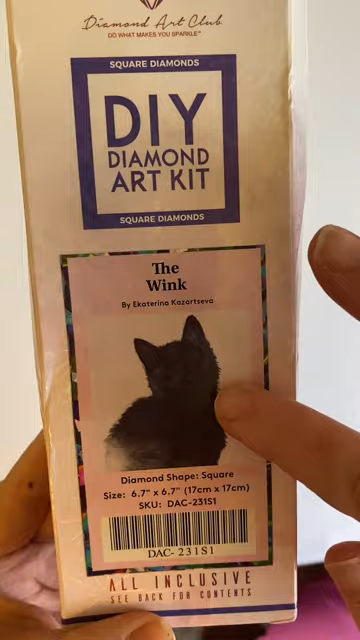 Diamond Art Club
DO WHAT MAKES YOU SPARKLE™
SQUARE DIAMONDS
DIY
DIAMOND
ART KIT
SQUARE DIAMONDS
The
Wink
By Ekaterina Kazartseva
Diamond Shape: Square
Size: 6.7" x 6.7" (17cm x 17cm)
SKU: DAC-231S1
DAC- 231S1
ALL INCLUSIVE
SEE BACK FOR CONTENTS